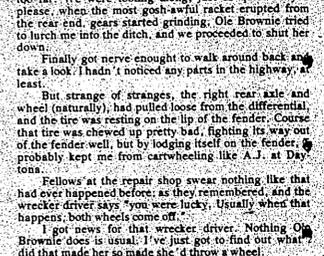 please, when the most gosh-awful racket erupted from
the rear end, gears started grinding, Ole Brownie tried
to lurch me into the ditch, and we proceeded to shut her
down.
Finally got nerve enought to walk around back and
take a look. I hadn't noticed any parts in the highway, at
least.
But strange of stranges, the right rear axle and
wheel (naturally), had pulled loose from the differential,
and the tire was resting on the lip of the fender. Course
that tire was chewed up pretty bad, fighting its way out
of the fender well, but by lodging itself on the fender, it
probably kept me from cartwheeling like A.J. at Day-
tona.
Fellows at the repair shop swear nothing like that
had ever happened before; as they remembered, and the
wrecker driver says "you were lucky. Usually when that
happens, both wheels come off."
I got news for that wrecker driver. Nothing Ole
Brownie does is usual. I've just got to find out what I
did that made her so made she'd throw a wheel.